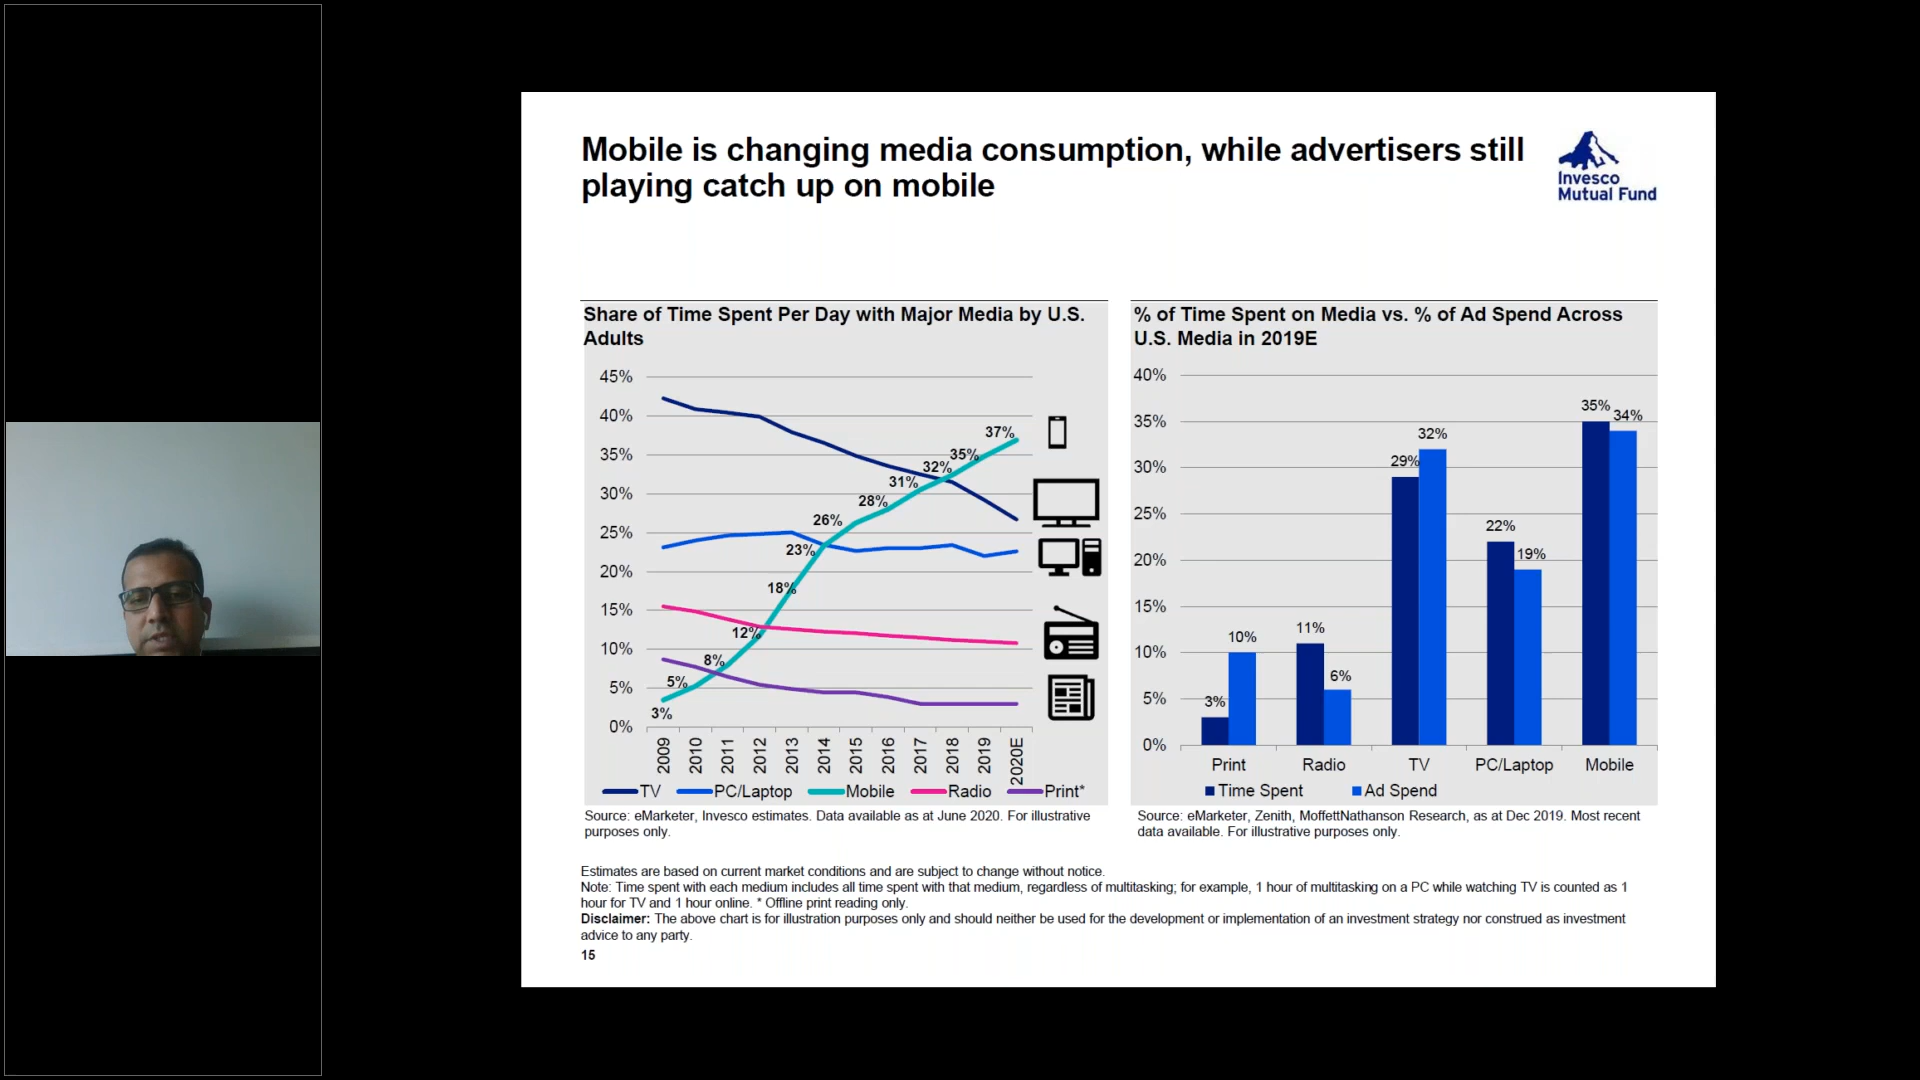 Mobile is changing media consumption, while advertisers still
playing catch up on mobile
Invesco
Mutual Fund
Share of Time Spent Per Day with Major Media by U.S.
Adults
45%
40%
35%
30%
25%
20%
15%
10%
5%
0%
3%
5%
8%
12%
18%
23%
26%
28%
31%
32%
35%
37%
2009
2010
2011
2012
2013
2014
2015
2016
2017
2018
2019
2020E
TV PC/Laptop Mobile Radio Print*
Source: eMarketer, Invesco estimates. Data available as at June 2020. For illustrative
purposes only.
% of Time Spent on Media vs. % of Ad Spend Across
U.S. Media in 2019E
40%
35%
30%
25%
20%
15%
10%
5%
0%
3%
10%
11%
6%
29%
32%
22%
19%
35%
34%
Print Radio TV PC/Laptop Mobile
Time Spent Ad Spend
Source: eMarketer, Zenith, MoffettNathanson Research, as at Dec 2019. Most recent
data available. For illustrative purposes only.
Estimates are based on current market conditions and are subject to change without notice.
Note: Time spent with each medium includes all time spent with that medium, regardless of multitasking; for example, 1 hour of multitasking on a PC while watching TV is counted as 1
hour for TV and 1 hour online. * Offline print reading only.
Disclaimer: The above chart is for illustration purposes only and should neither be used for the development or implementation of an investment strategy nor construed as investment
advice to any party.
15